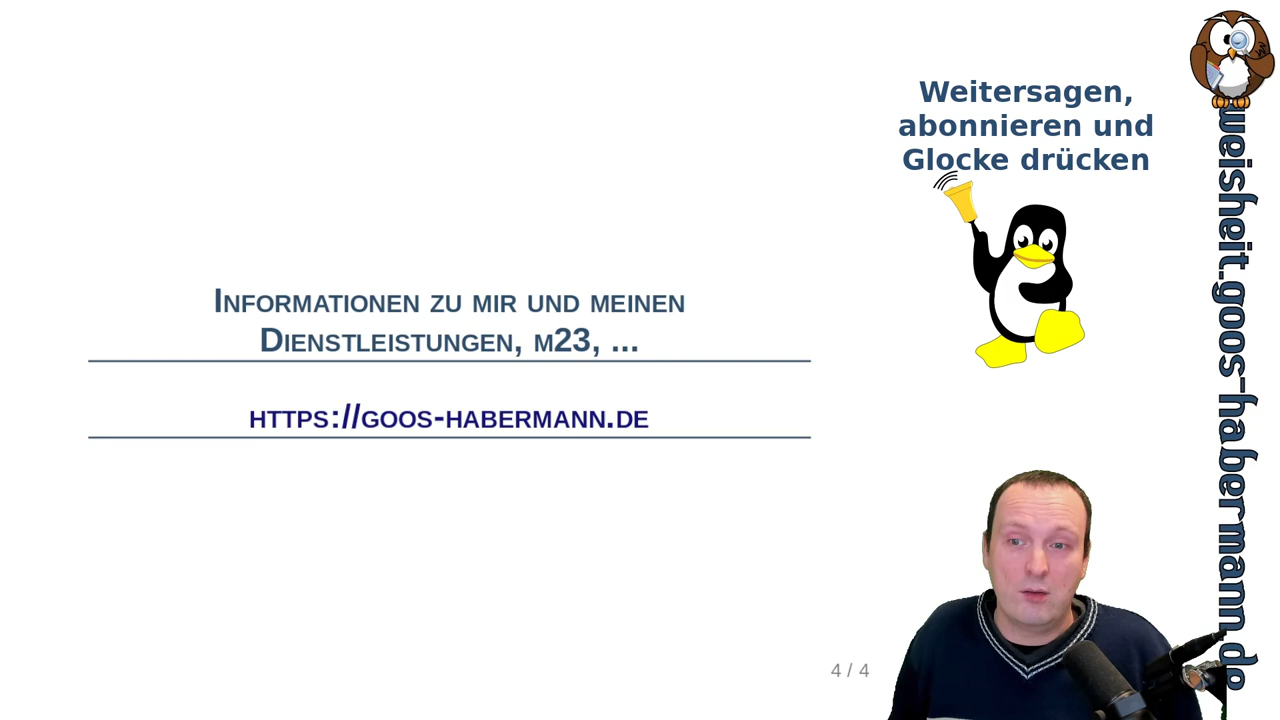 Weitersagen,
abonnieren und
Glocke drücken
Informationen zu mir und meinen
Dienstleistungen, m23, ...
https://goos-habermann.de
4 / 4
weisheit.goos-habermann.de